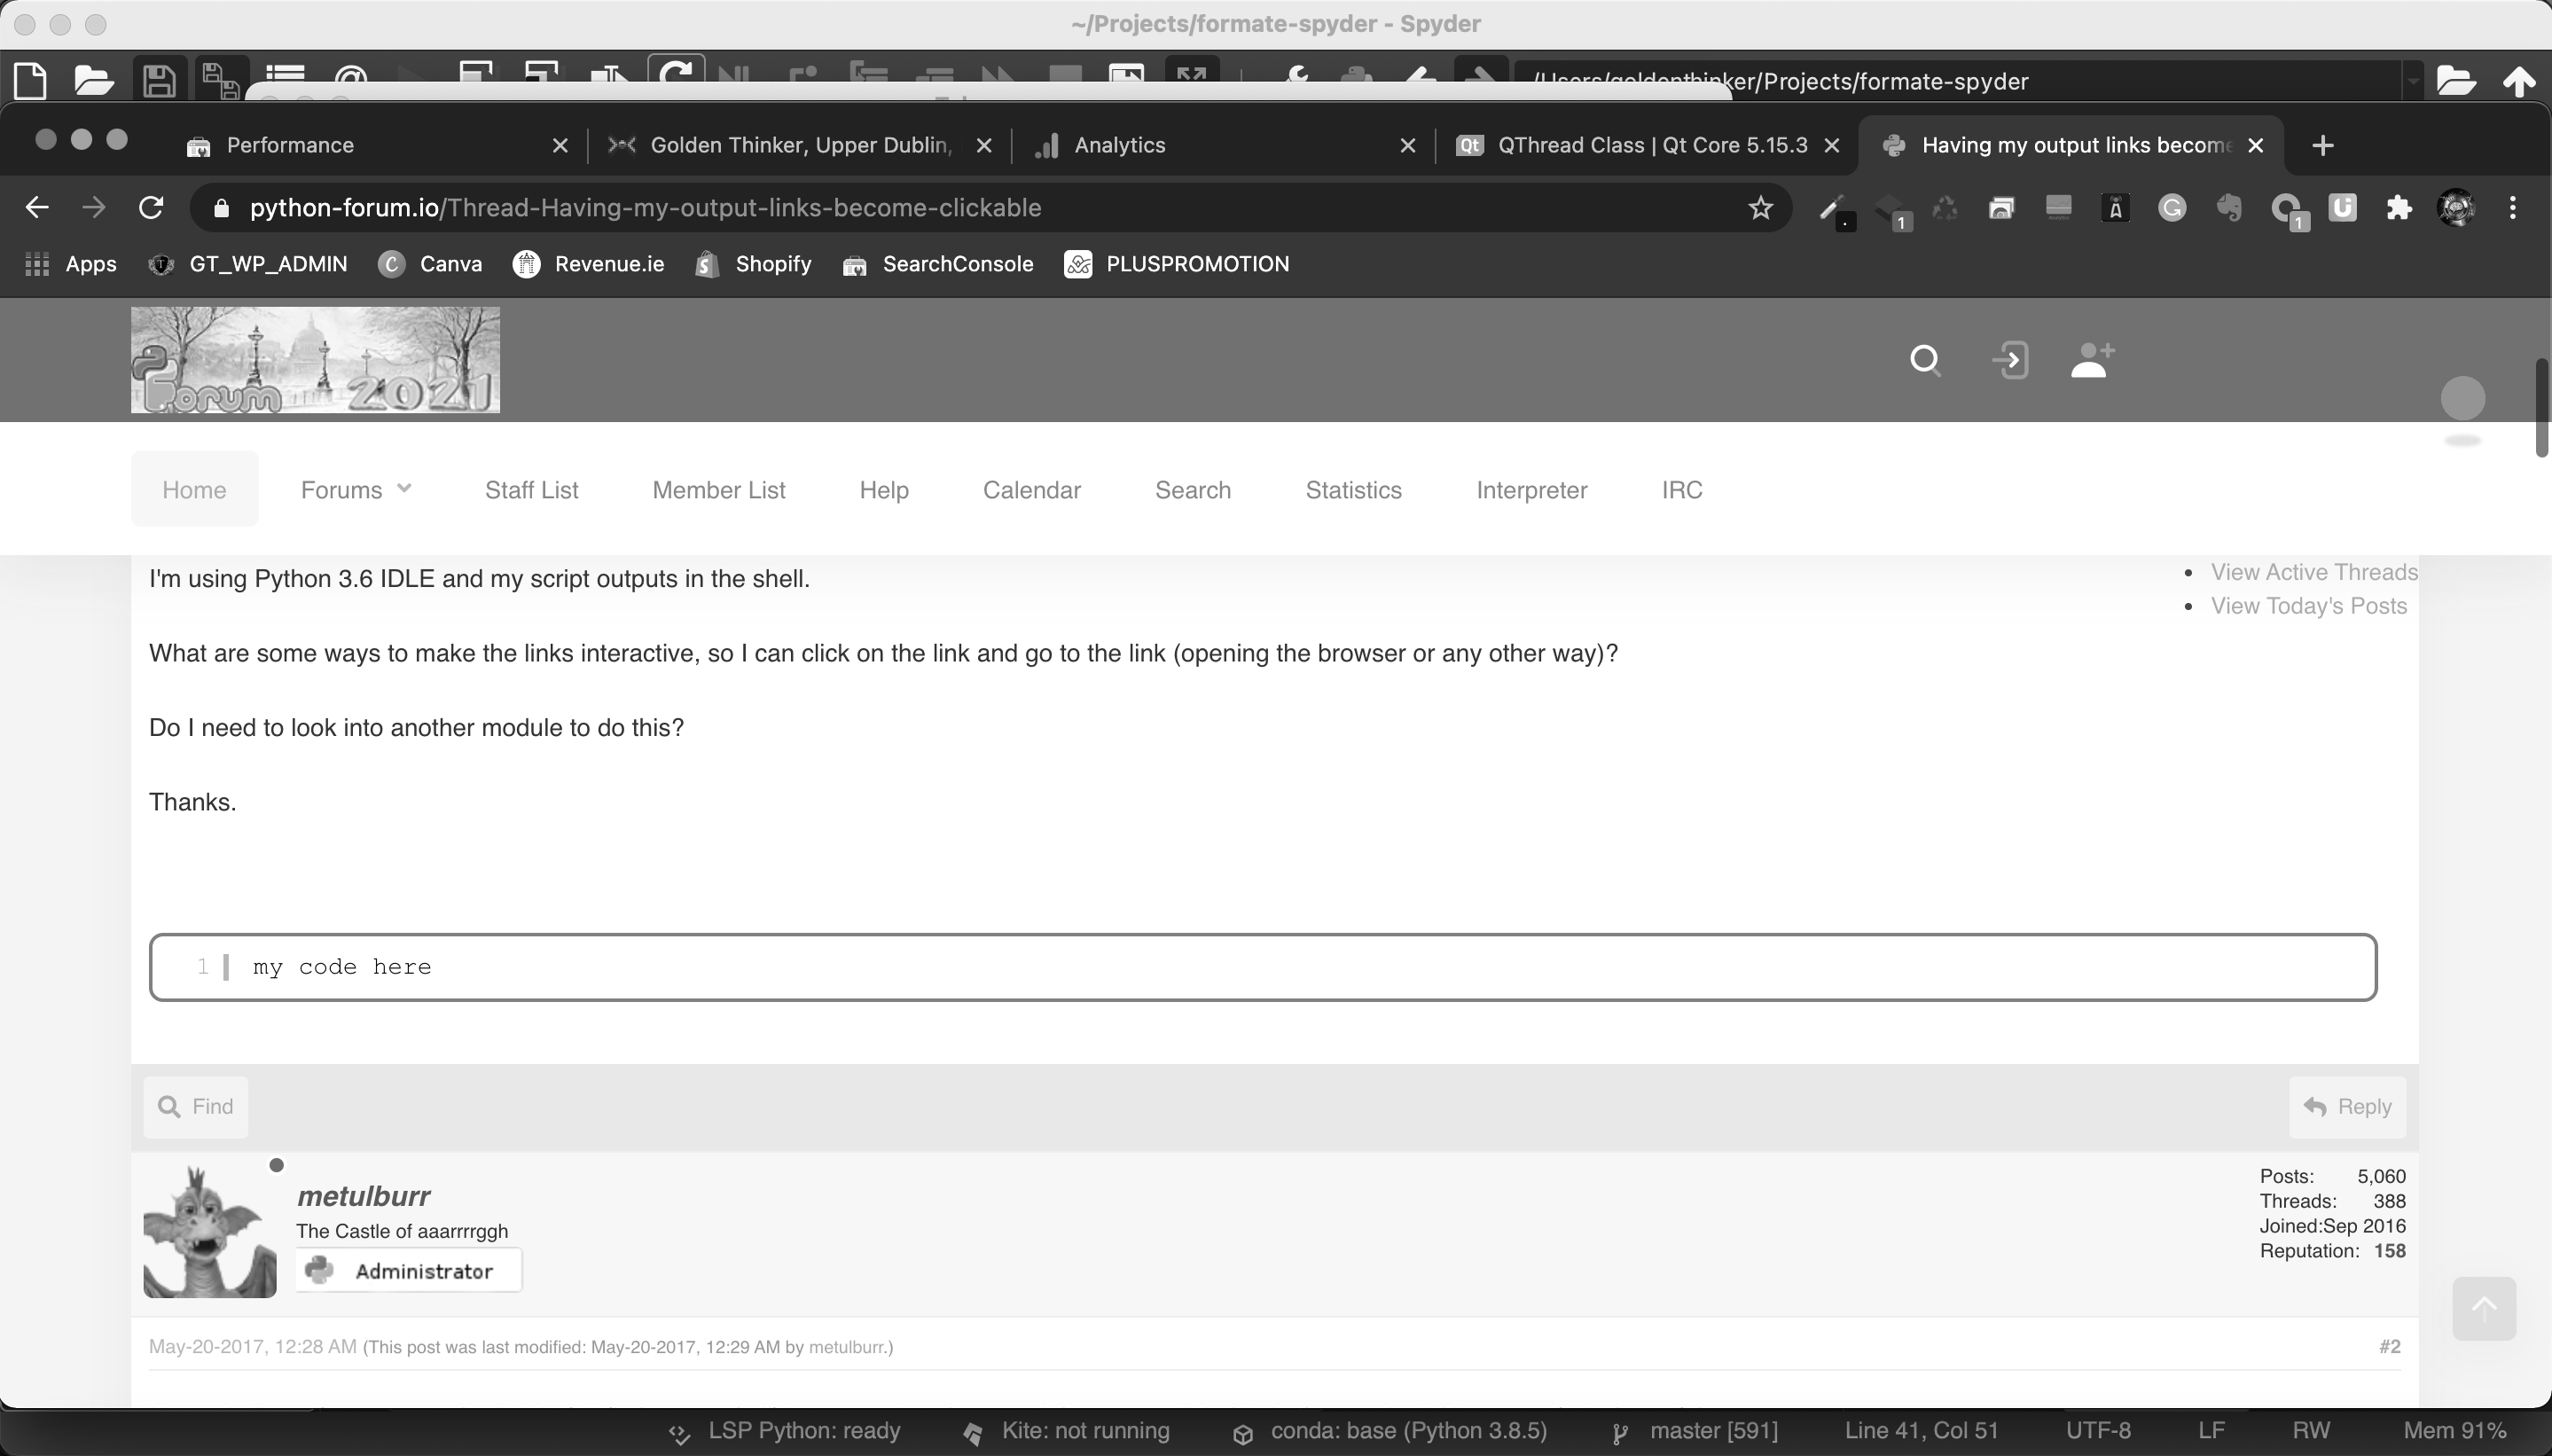 ~/Projects/formate-spyder - Spyder
/Users/goldenthinker/Projects/formate-spyder
Performance
Golden Thinker, Upper Dublin,
Analytics
QThread Class | Qt Core 5.15.3
Having my output links become
python-forum.io/Thread-Having-my-output-links-become-clickable
1
1
Apps
GT_WP_ADMIN
Canva
Revenue.ie
Shopify
SearchConsole
PLUSPROMOTION
Forum 2021
Home
Forums
Staff List
Member List
Help
Calendar
Search
Statistics
Interpreter
IRC
I'm using Python 3.6 IDLE and my script outputs in the shell.
View Active Threads
View Today's Posts
What are some ways to make the links interactive, so I can click on the link and go to the link (opening the browser or any other way)?
Do I need to look into another module to do this?
Thanks.
1 my code here
Find
Reply
metulburr
The Castle of aaarrrrggh
Administrator
Posts: 5,060
Threads: 388
Joined:Sep 2016
Reputation: 158
May-20-2017, 12:28 AM (This post was last modified: May-20-2017, 12:29 AM by metulburr.)
#2
LSP Python: ready
Kite: not running
conda: base (Python 3.8.5)
master [591]
Line 41, Col 51
UTF-8
LF
RW
Mem 91%